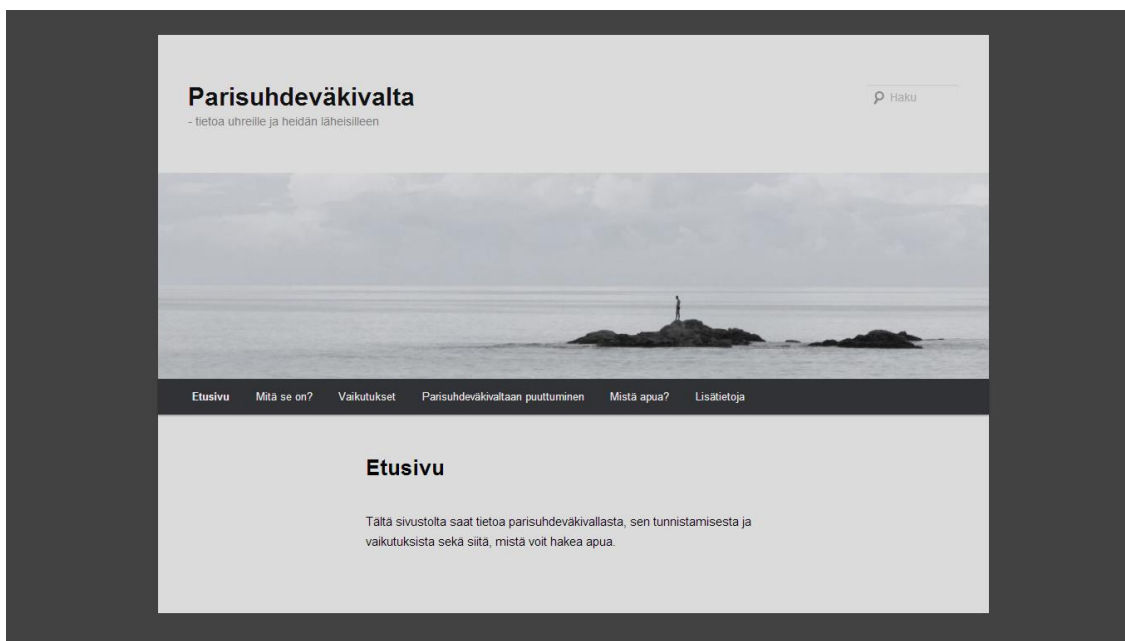 Parisuhdeväkivalta
- tietoa uhreille ja heidän läheisilleen
Haku
Etusivu Mitä se on? Vaikutukset Parisuhdeväkivaltaan puuttuminen Mistä apua? Lisätietoja
Etusivu
Tältä sivustolta saat tietoa parisuhdeväkivallasta, sen tunnistamisesta ja
vaikutuksista sekä siitä, mistä voit hakea apua.